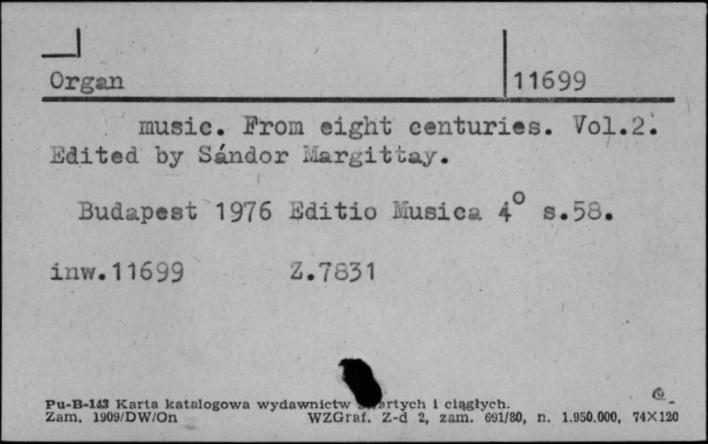 Organ 11699
music. From eight centuries. Vol.2.
Edited by Sándor Margittay.
Budapest 1976 Editio Musica 4° s.58.
inw.11699 Z.7831
Pu-B-143 Karta katalogowa wydawnictw i ciągłych.
Zam. 1909/DW/On WZGraf. Z-d 2, zam. 691/80, n. 1.950.000, 74×120